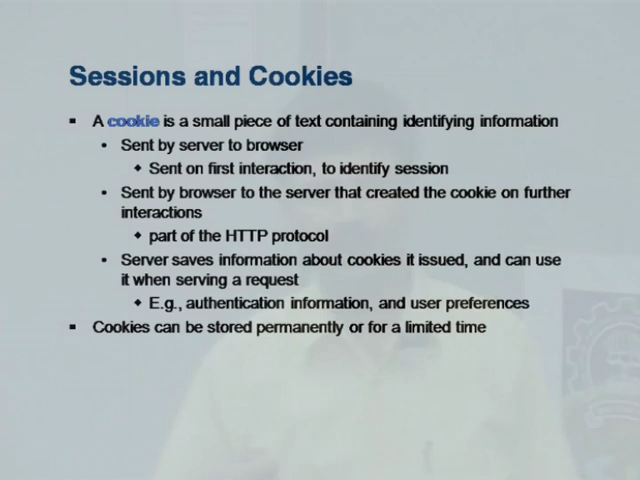 Sessions and Cookies
▪ A cookie is a small piece of text containing identifying information
• Sent by server to browser
◆ Sent on first interaction, to identify session
• Sent by browser to the server that created the cookie on further
interactions
◆ part of the HTTP protocol
• Server saves information about cookies it issued, and can use
it when serving a request
◆ E.g., authentication information, and user preferences
▪ Cookies can be stored permanently or for a limited time